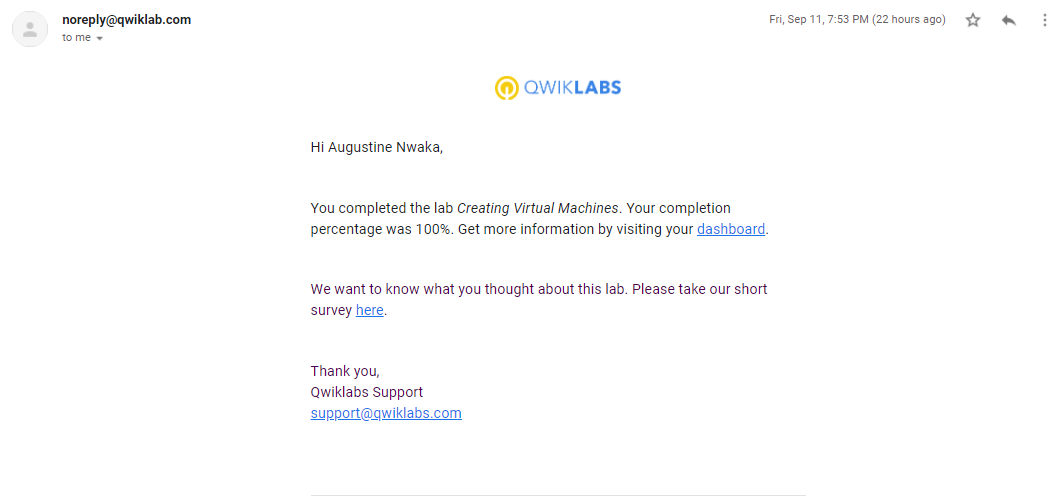 noreply@qwiklab.com
Fri, Sep 11, 7:53 PM (22 hours ago)
to me
QWIKLABS
Hi Augustine Nwaka,
You completed the lab Creating Virtual Machines. Your completion
percentage was 100%. Get more information by visiting your dashboard.
We want to know what you thought about this lab. Please take our short
survey here.
Thank you,
Qwiklabs Support
support@qwiklabs.com